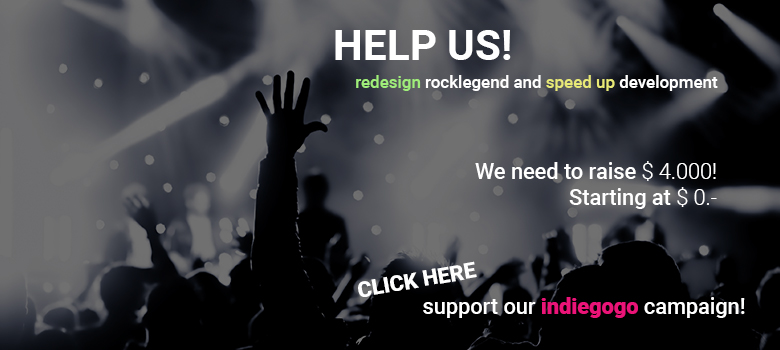 HELP US!
redesign rocklegend and speed up development
We need to raise $ 4.000!
Starting at $ 0.-
CLICK HERE
support our indiegogo campaign!